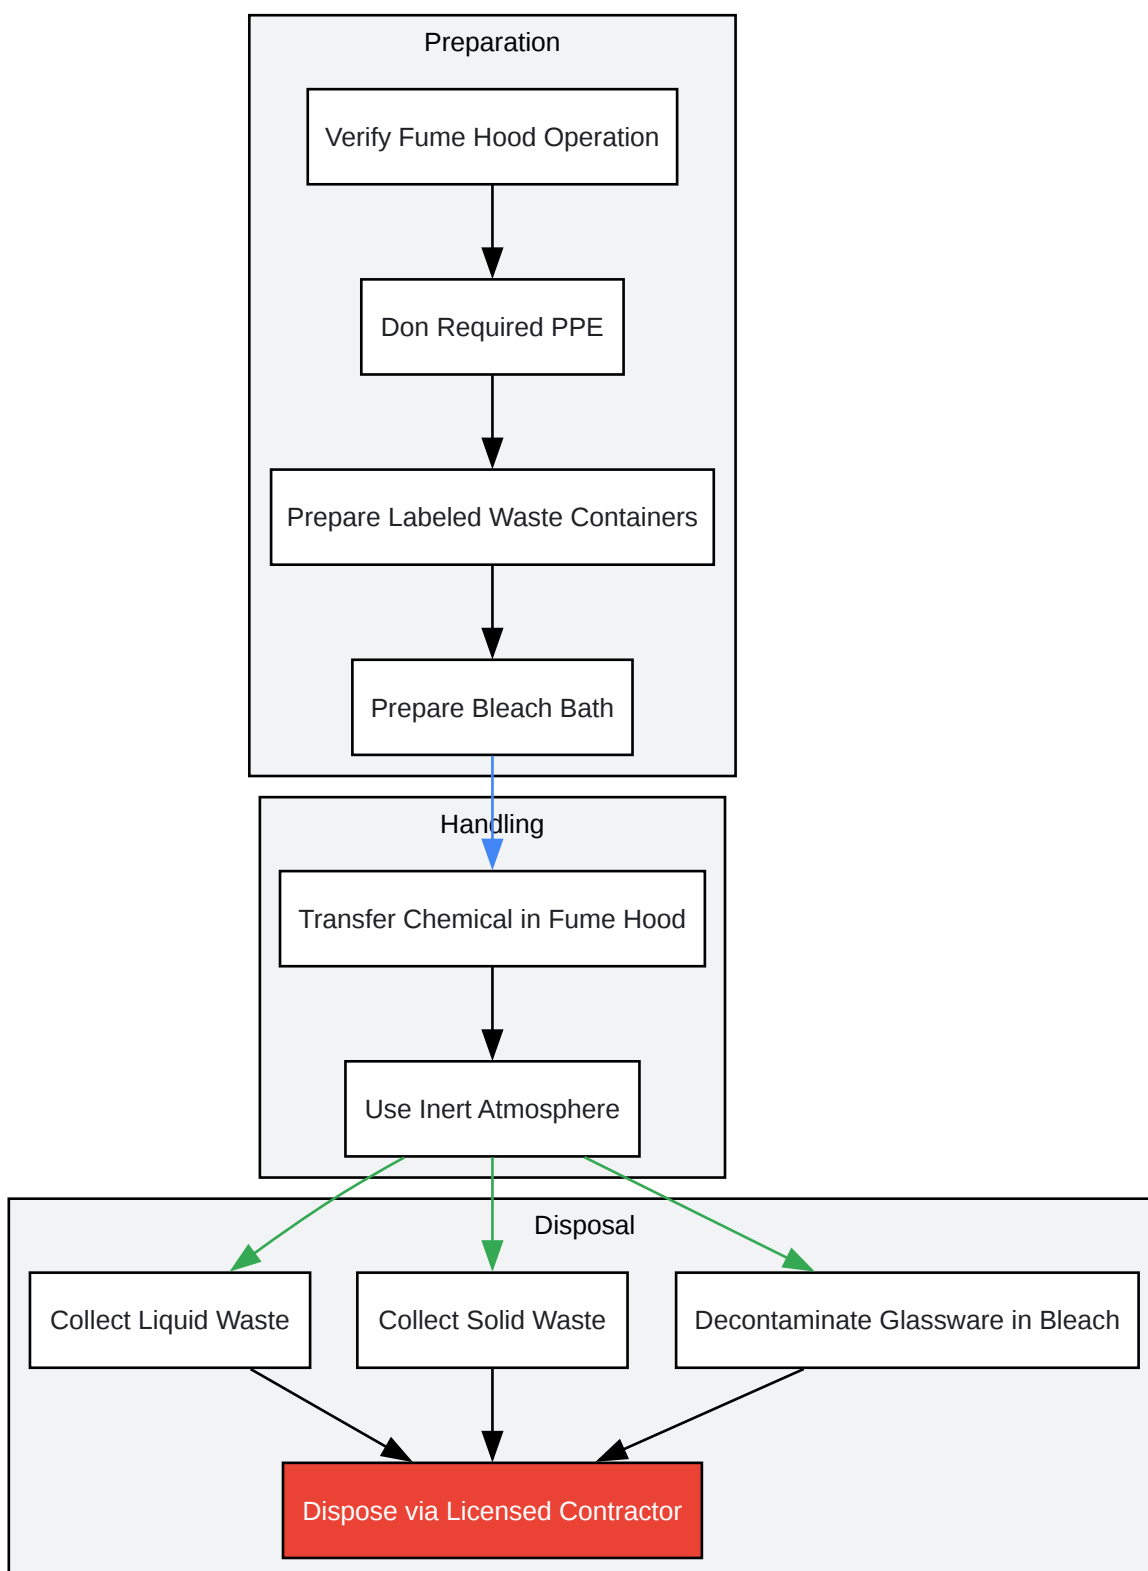 Preparation
Verify Fume Hood Operation
Don Required PPE
Prepare Labeled Waste Containers
Prepare Bleach Bath
Handling
Transfer Chemical in Fume Hood
Use Inert Atmosphere
Disposal
Collect Liquid Waste
Collect Solid Waste
Decontaminate Glassware in Bleach
Dispose via Licensed Contractor